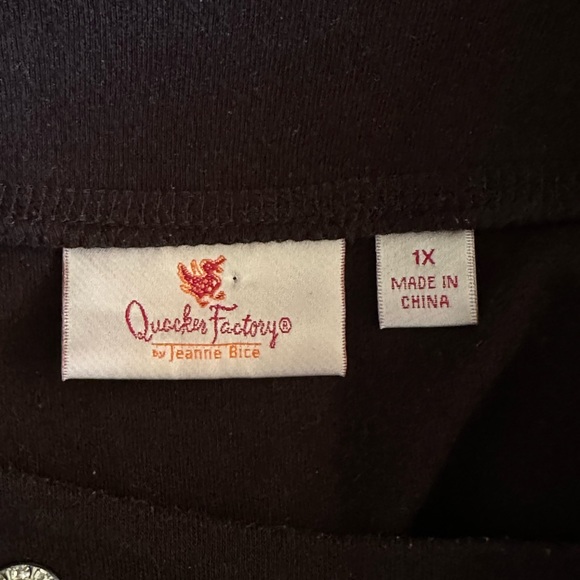 Quacker Factory®
by Jeanne Bice
1X
MADE IN
CHINA